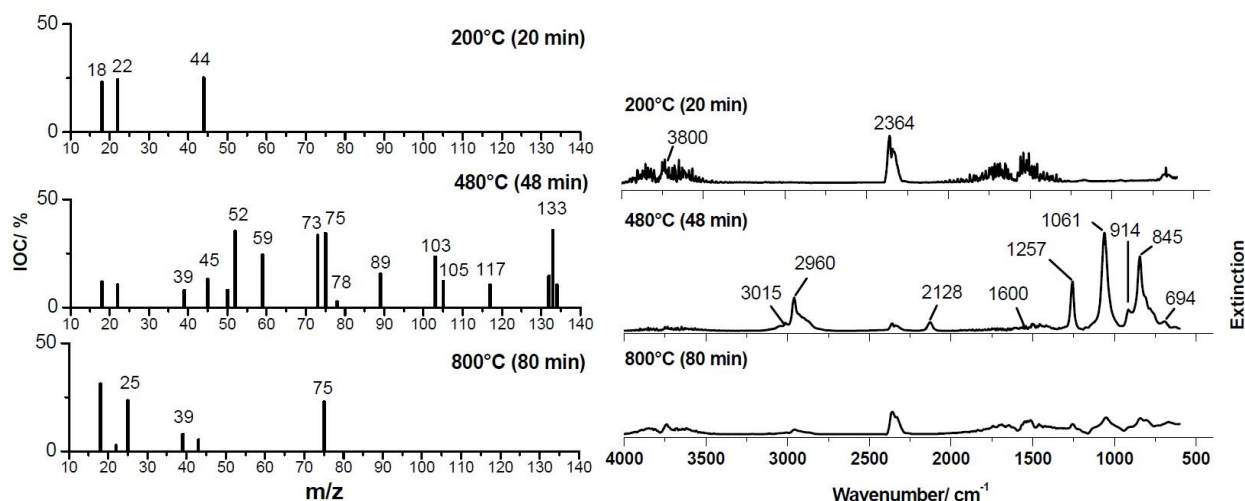 50
200°C (20 min)
18 22 44
0
10 20 30 40 50 60 70 80 90 100 110 120 130 140
IOC/ %
50
480°C (48 min)
39 45 52 59 73 75 78 89 103 105 117 133
0
10 20 30 40 50 60 70 80 90 100 110 120 130 140
50
800°C (80 min)
25 39 75
0
10 20 30 40 50 60 70 80 90 100 110 120 130 140
m/z
200°C (20 min)
3800 2364
480°C (48 min)
3015 2960 2128 1600 1257 1061 914 845 694
800°C (80 min)
4000 3500 3000 2500 2000 1500 1000 500
Wavenumber/ cm⁻¹
Extinction